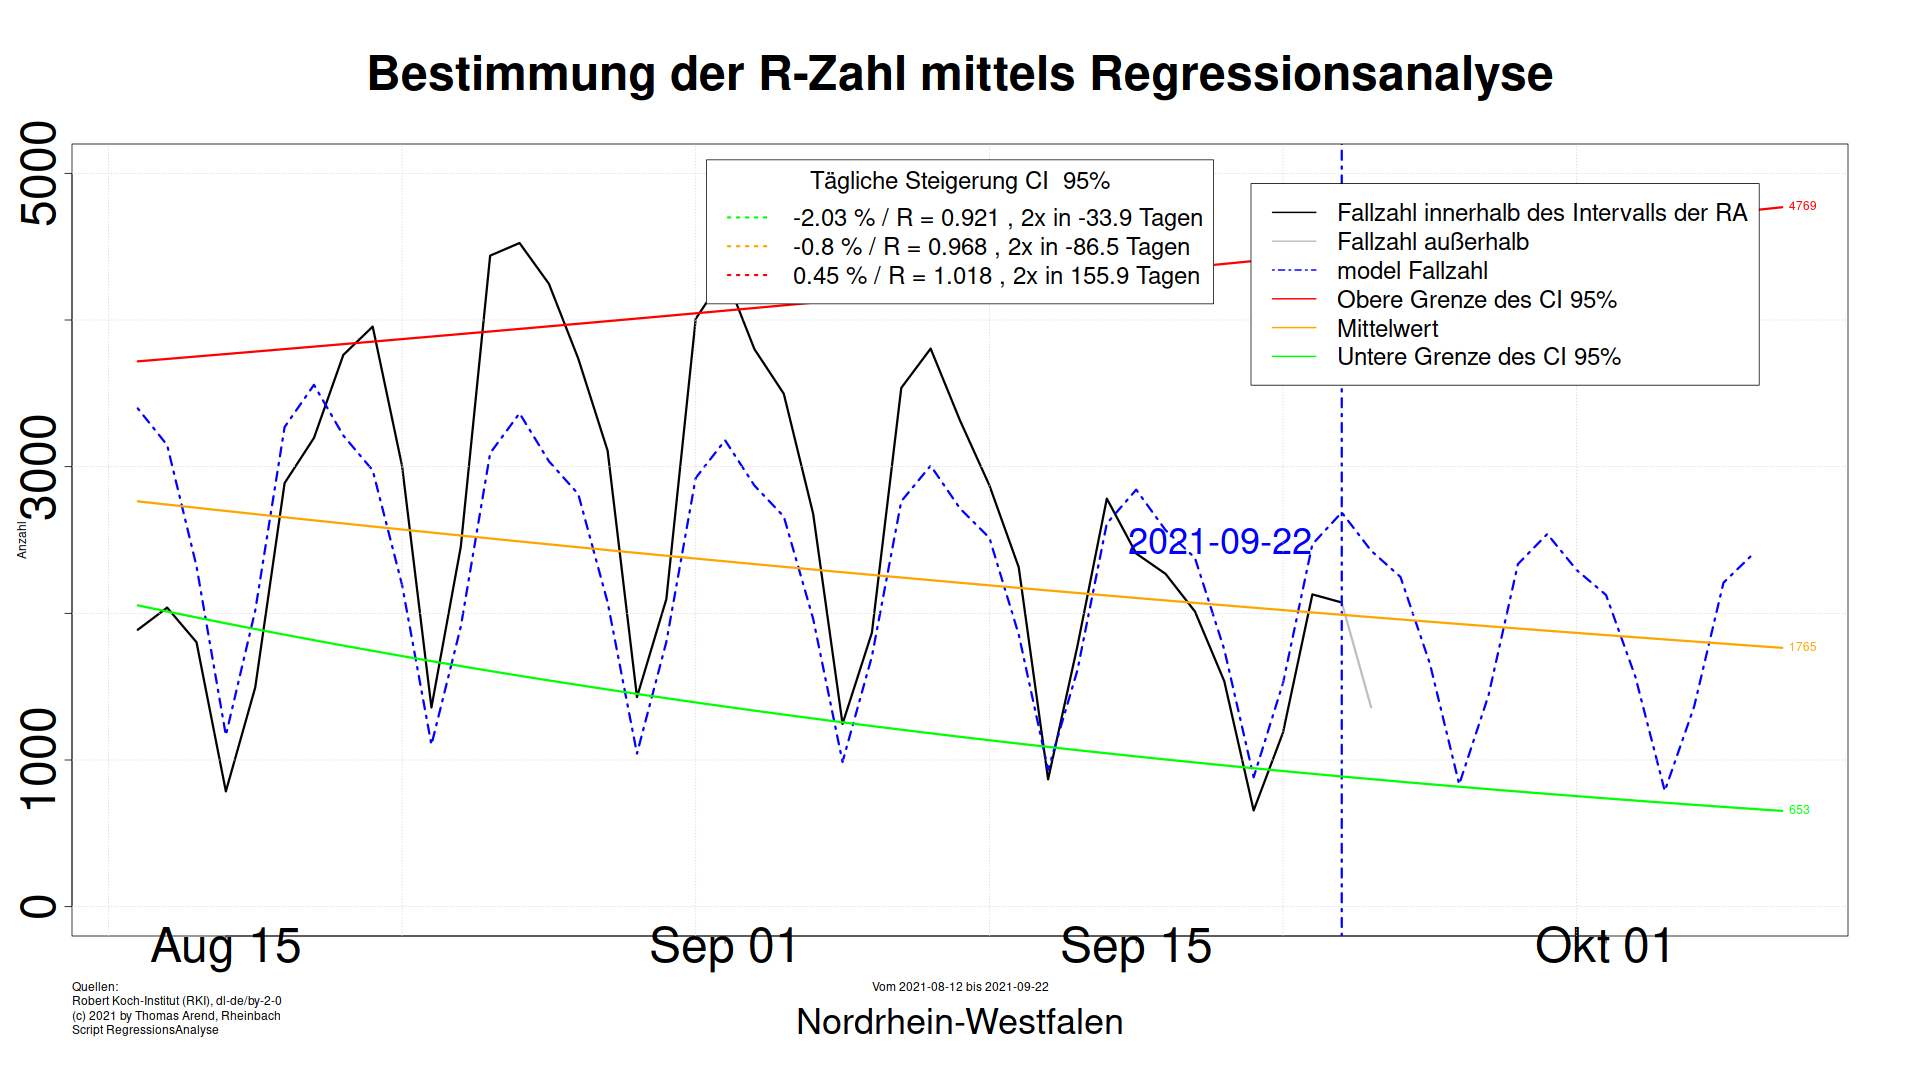 Bestimmung der R-Zahl mittels Regressionsanalyse
Anzahl
5000
3000
1000
0
Tägliche Steigerung CI 95%
-2.03 % / R = 0.921 , 2x in -33.9 Tagen
-0.8 % / R = 0.968 , 2x in -86.5 Tagen
0.45 % / R = 1.018 , 2x in 155.9 Tagen
Fallzahl innerhalb des Intervalls der RA
Fallzahl außerhalb
model Fallzahl
Obere Grenze des CI 95%
Mittelwert
Untere Grenze des CI 95%
4769
2021-09-22
1765
653
Aug 15
Sep 01
Sep 15
Okt 01
Quellen:
Robert Koch-Institut (RKI), dl-de/by-2-0
(c) 2021 by Thomas Arend, Rheinbach
Script RegressionsAnalyse
Vom 2021-08-12 bis 2021-09-22
Nordrhein-Westfalen